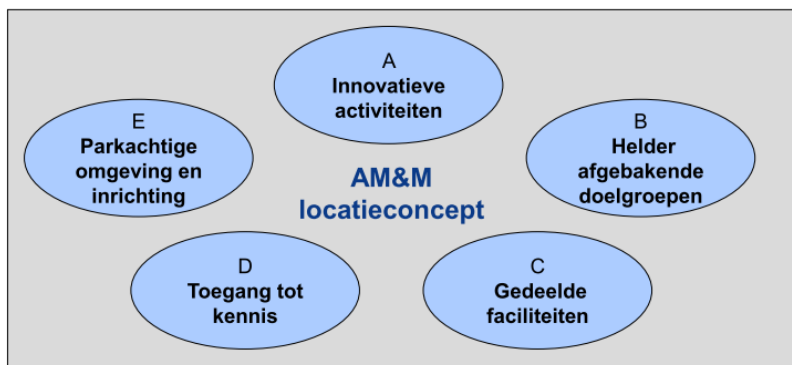 A
Innovatieve
activiteiten
B
Helder
afgebakende
doelgroepen
C
Gedeelde
faciliteiten
D
Toegang tot
kennis
E
Parkachtige
omgeving en
inrichting
AM&M
locatieconcept